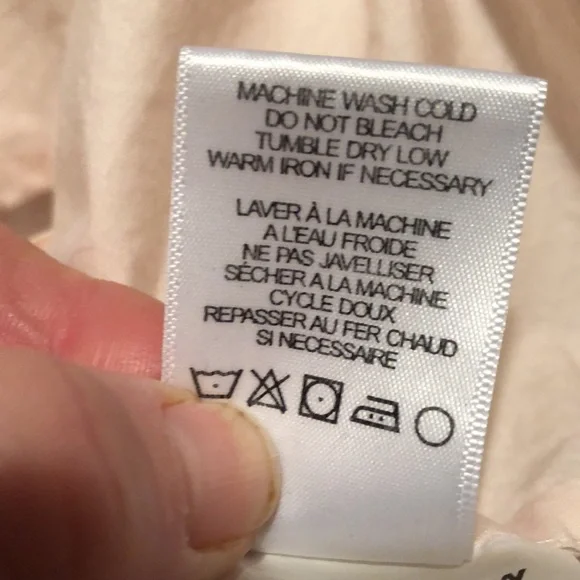 MACHINE WASH COLD
DO NOT BLEACH
TUMBLE DRY LOW
WARM IRON IF NECESSARY
LAVER À LA MACHINE
A L'EAU FROIDE
NE PAS JAVELLISER
SÉCHER A LA MACHINE
CYCLE DOUX
REPASSER AU FER CHAUD
SI NECESSAIRE